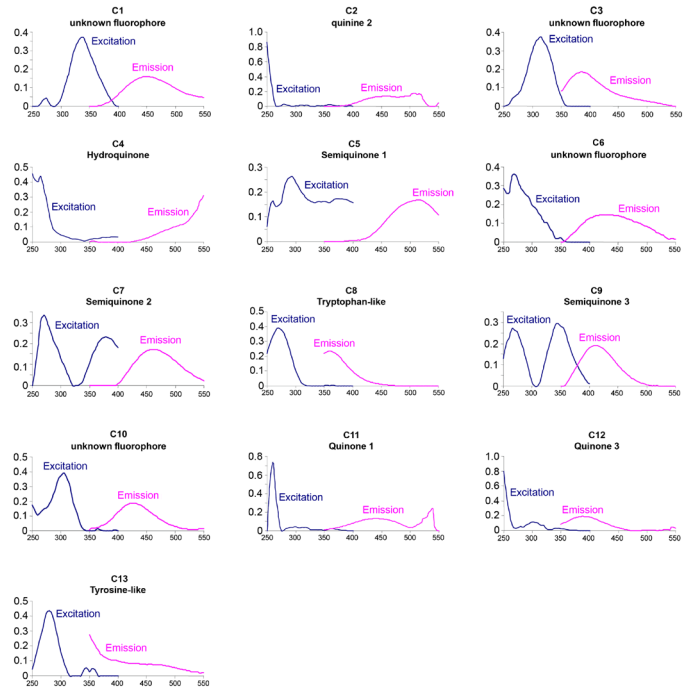 C1
unknown fluorophore
0.4
0.3
0.2
0.1
0
Excitation
Emission
250 300 350 400 450 500 550
C2
quinine 2
1.0
0.8
0.6
0.4
0.2
0
Excitation
Emission
250 300 350 400 450 500 550
C3
unknown fluorophore
0.4
0.3
0.2
0.1
0
Excitation
Emission
250 300 350 400 450 500 550
C4
Hydroquinone
0.5
0.4
0.3
0.2
0.1
0
Excitation
Emission
250 300 350 400 450 500 550
C5
Semiquinone 1
0.3
0.2
0.1
0
Excitation
Emission
250 300 350 400 450 500 550
C6
unknown fluorophore
0.4
0.3
0.2
0.1
0
Excitation
Emission
250 300 350 400 450 500 550
C7
Semiquinone 2
0.3
0.2
0.1
0
Excitation
Emission
250 300 350 400 450 500 550
C8
Tryptophan-like
0.5
0.4
0.3
0.2
0.1
0
Excitation
Emission
250 300 350 400 450 500 550
C9
Semiquinone 3
0.3
0.2
0.1
0
Excitation
Emission
250 300 350 400 450 500 550
C10
unknown fluorophore
0.5
0.4
0.3
0.2
0.1
0
Excitation
Emission
250 300 350 400 450 500 550
C11
Quinone 1
0.8
0.6
0.4
0.2
0
Excitation
Emission
250 300 350 400 450 500 550
C12
Quinone 3
1.0
0.8
0.6
0.4
0.2
0
Excitation
Emission
250 300 350 400 450 500 550
C13
Tyrosine-like
0.5
0.4
0.3
0.2
0.1
0
Excitation
Emission
250 300 350 400 450 500 550